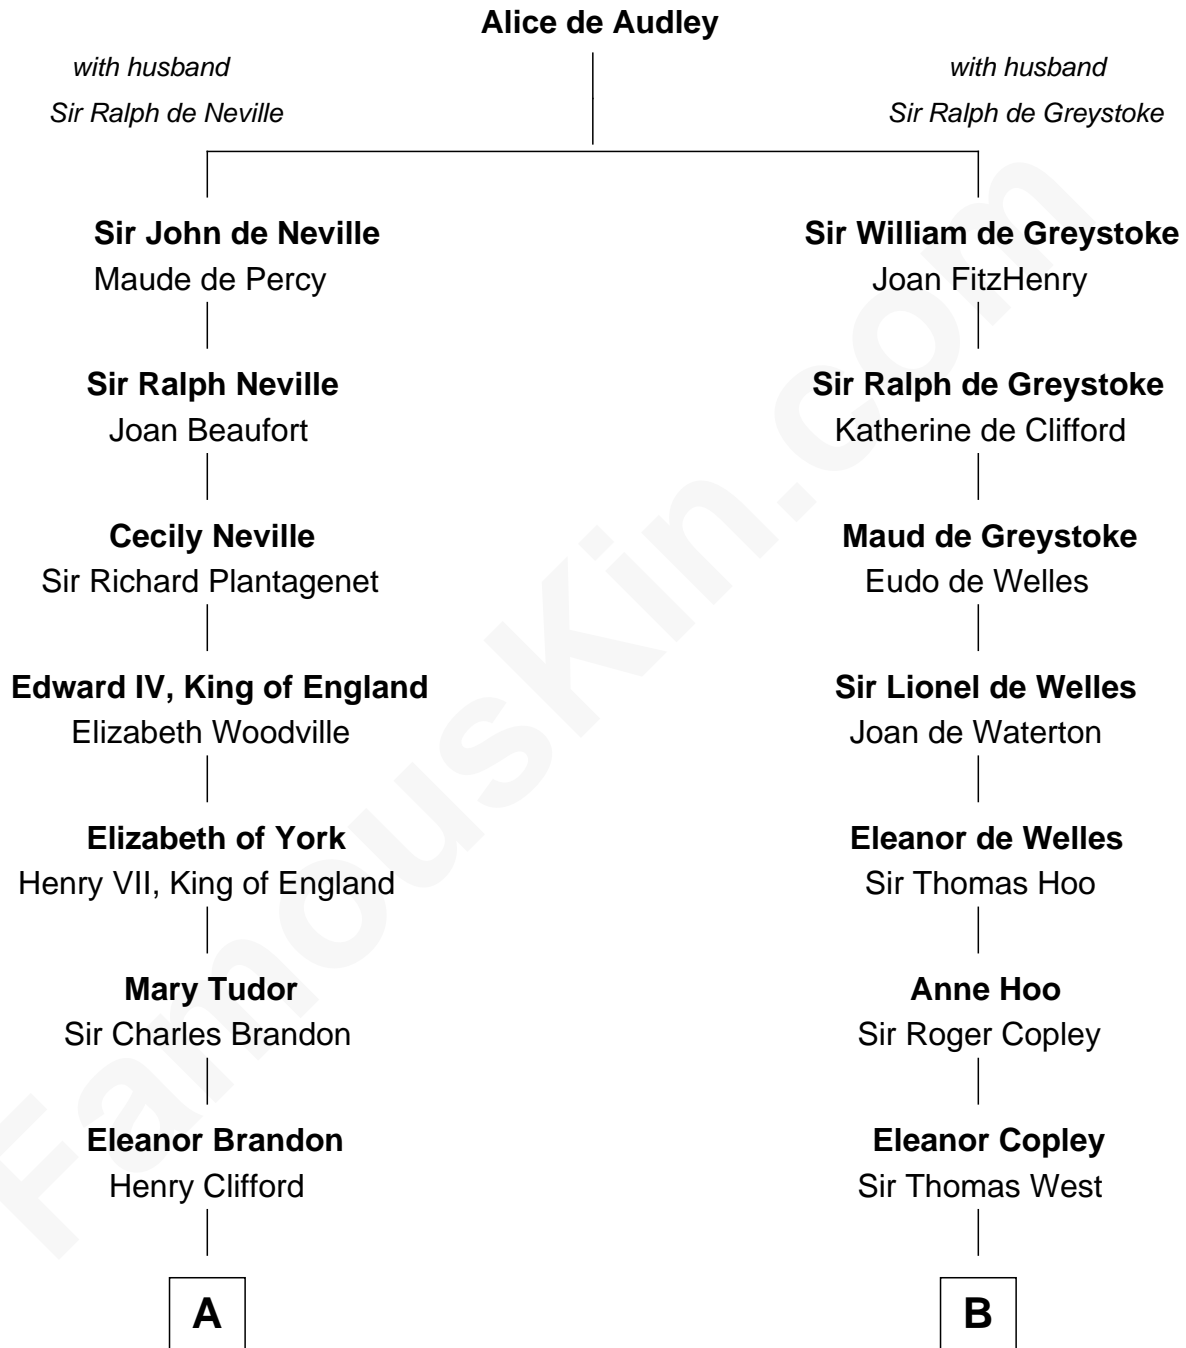 Alice de Audley
with husband
Sir Ralph de Neville
with husband
Sir Ralph de Greystoke
Sir John de Neville
Maude de Percy
Sir William de Greystoke
Joan FitzHenry
Sir Ralph Neville
Joan Beaufort
Sir Ralph de Greystoke
Katherine de Clifford
Cecily Neville
Sir Richard Plantagenet
Maud de Greystoke
Eudo de Welles
Edward IV, King of England
Elizabeth Woodville
Sir Lionel de Welles
Joan de Waterton
Elizabeth of York
Henry VII, King of England
Eleanor de Welles
Sir Thomas Hoo
Mary Tudor
Sir Charles Brandon
Anne Hoo
Sir Roger Copley
Eleanor Brandon
Henry Clifford
Eleanor Copley
Sir Thomas West
A
B
FamousKin.com